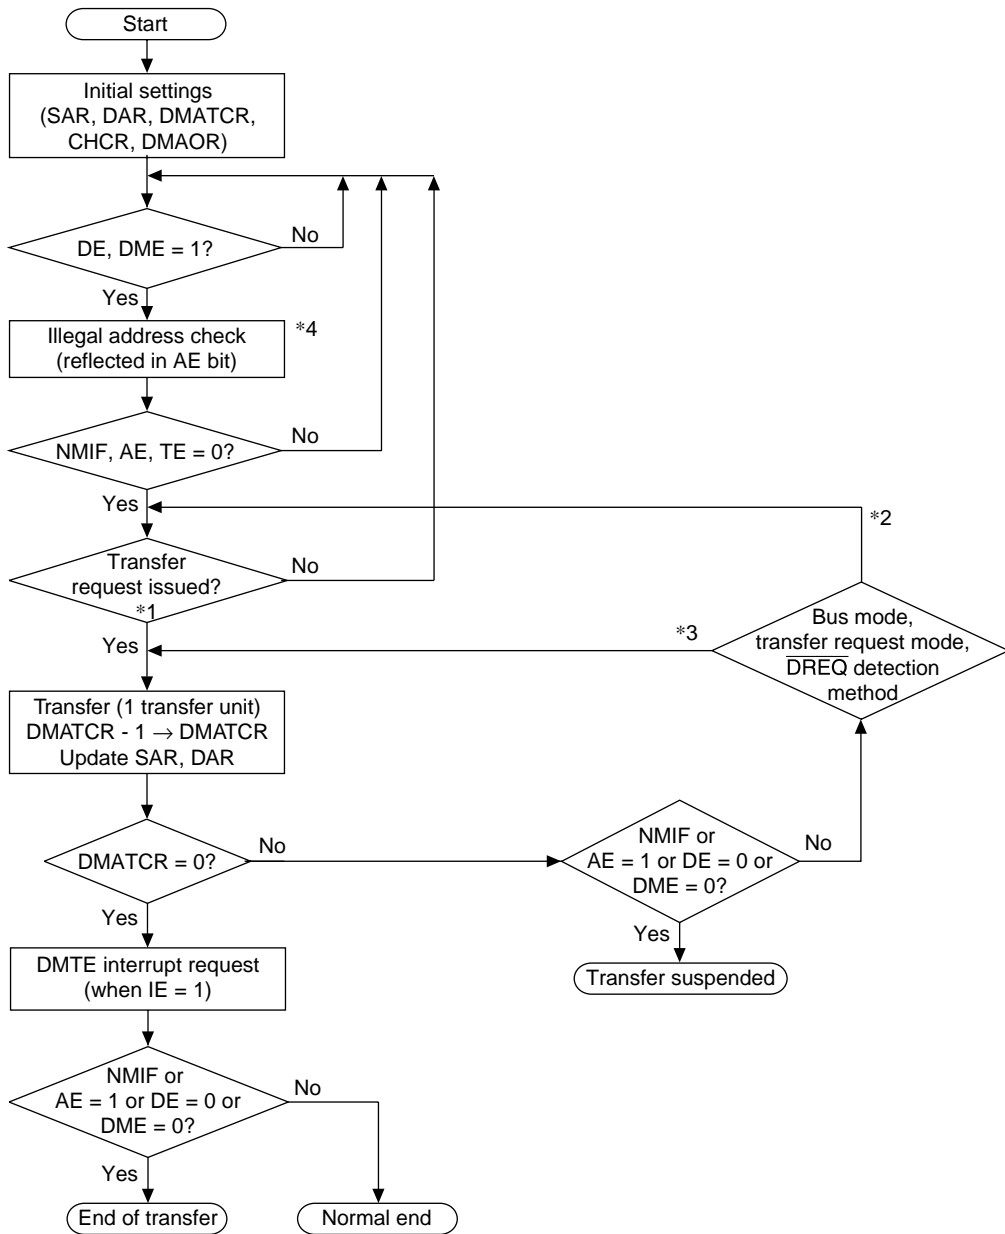 Start
Initial settings
(SAR, DAR, DMATCR,
CHCR, DMAOR)
DE, DME = 1?
No
Yes
Illegal address check
(reflected in AE bit)
*4
NMIF, AE, TE = 0?
No
Yes
*2
Transfer
request issued?
*1
No
Yes
*3
Bus mode,
transfer request mode,
DREQ detection
method
Transfer (1 transfer unit)
DMATCR - 1 → DMATCR
Update SAR, DAR
DMATCR = 0?
No
NMIF or
AE = 1 or DE = 0 or
DME = 0?
No
Yes
Yes
Transfer suspended
DMTE interrupt request
(when IE = 1)
NMIF or
AE = 1 or DE = 0 or
DME = 0?
No
Yes
End of transfer
Normal end